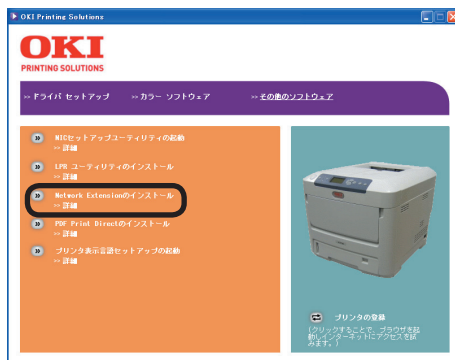 OKI Printing Solutions
OKI
PRINTING SOLUTIONS
>> ドライバ セットアップ >> カラー ソフトウェア >> その他のソフトウェア
>> NICセットアップユーティリティの起動
>> 詳細
>> LPR ユーティリティのインストール
>> 詳細
>> Network Extensionのインストール
>> 詳細
>> PDF Print Directのインストール
>> 詳細
>> プリンタ表示言語セットアップの起動
>> 詳細
プリンタの登録
(クリックすることで、ブラウザを起
動しインターネットにアクセスを試
みます。)